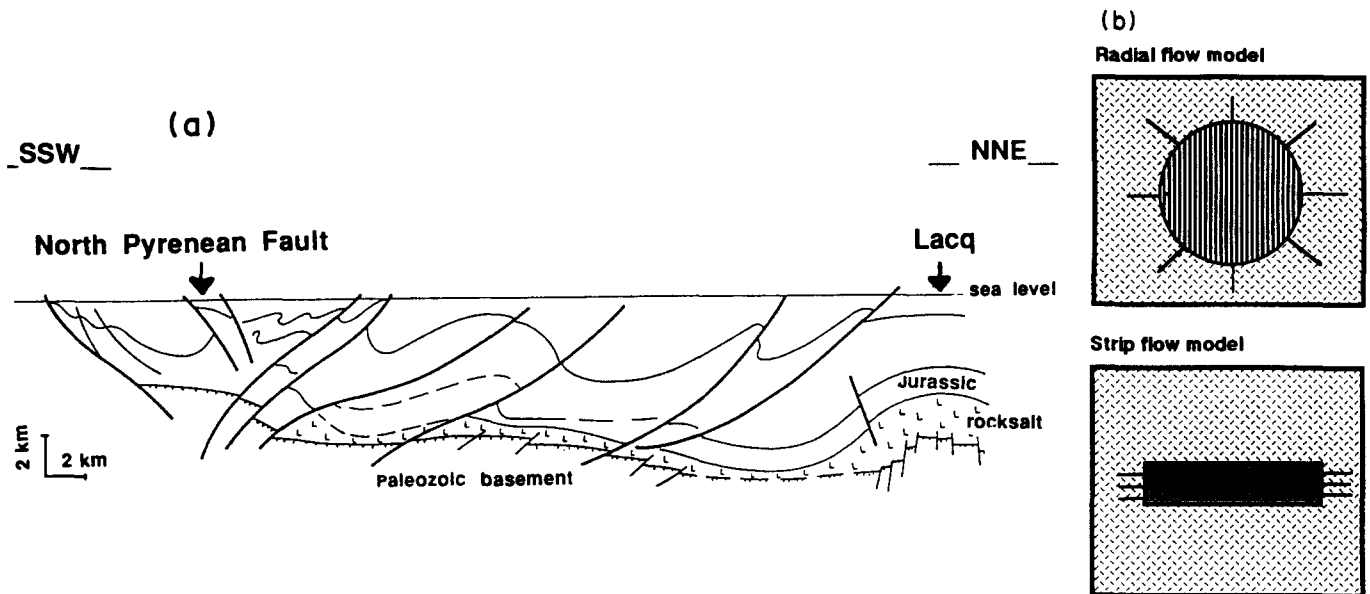 (a)
SSW
NNE
North Pyrenean Fault
Lacq
sea level
Jurassic
rocksalt
Paleozoic basement
2 km
2 km
(b)
Radial flow model
Strip flow model